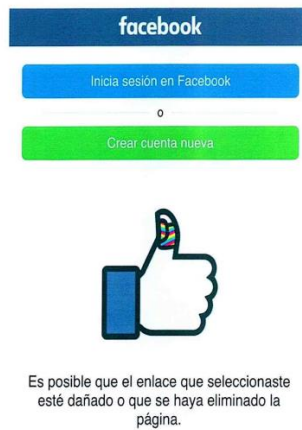 facebook
Inicia sesión en Facebook
o
Crear cuenta nueva
Es posible que el enlace que seleccionaste
esté dañado o que se haya eliminado la
página.